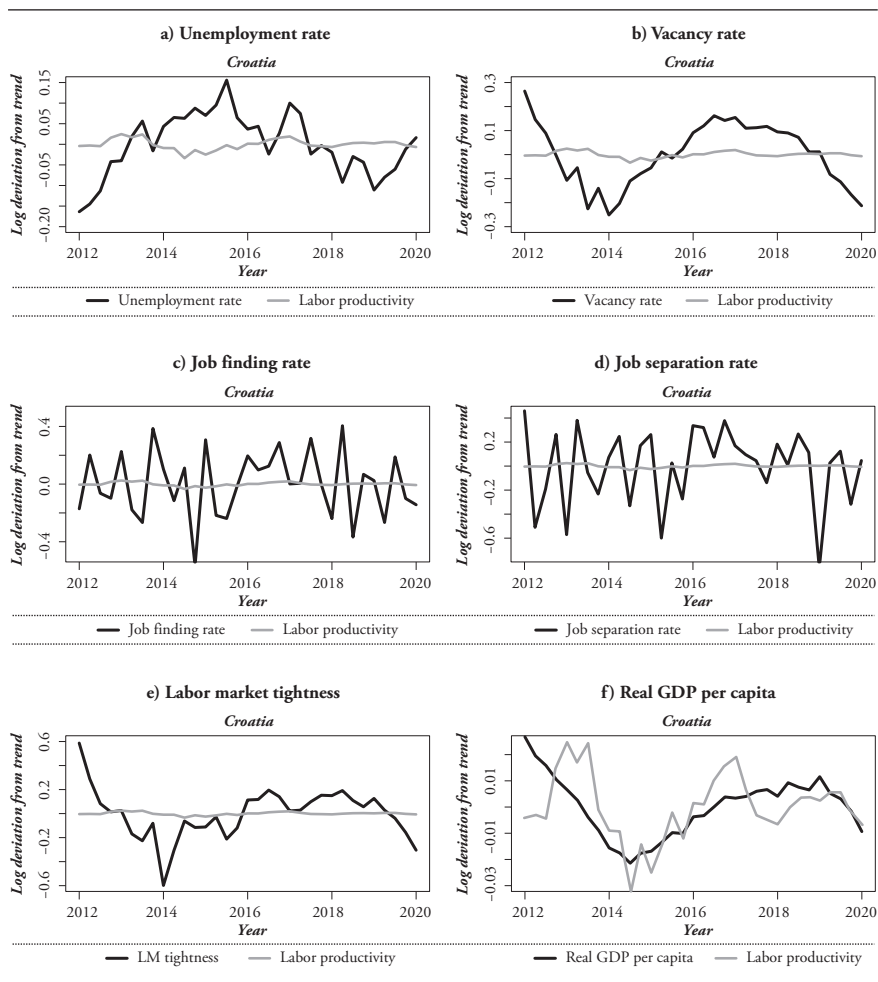 a) Unemployment rate
Croatia
Log deviation from trend
0.15
0.05
−0.05
−0.20
2012 2014 2016 2018 2020
Year
Unemployment rate Labor productivity
b) Vacancy rate
Croatia
Log deviation from trend
0.3
0.1
−0.1
−0.3
2012 2014 2016 2018 2020
Year
Vacancy rate Labor productivity
c) Job finding rate
Croatia
Log deviation from trend
0.4
0.0
−0.4
2012 2014 2016 2018 2020
Year
Job finding rate Labor productivity
d) Job separation rate
Croatia
Log deviation from trend
0.2
−0.2
−0.6
2012 2014 2016 2018 2020
Year
Job separation rate Labor productivity
e) Labor market tightness
Croatia
Log deviation from trend
0.6
0.2
−0.2
−0.6
2012 2014 2016 2018 2020
Year
LM tightness Labor productivity
f) Real GDP per capita
Croatia
Log deviation from trend
0.01
−0.01
−0.03
2012 2014 2016 2018 2020
Year
Real GDP per capita Labor productivity